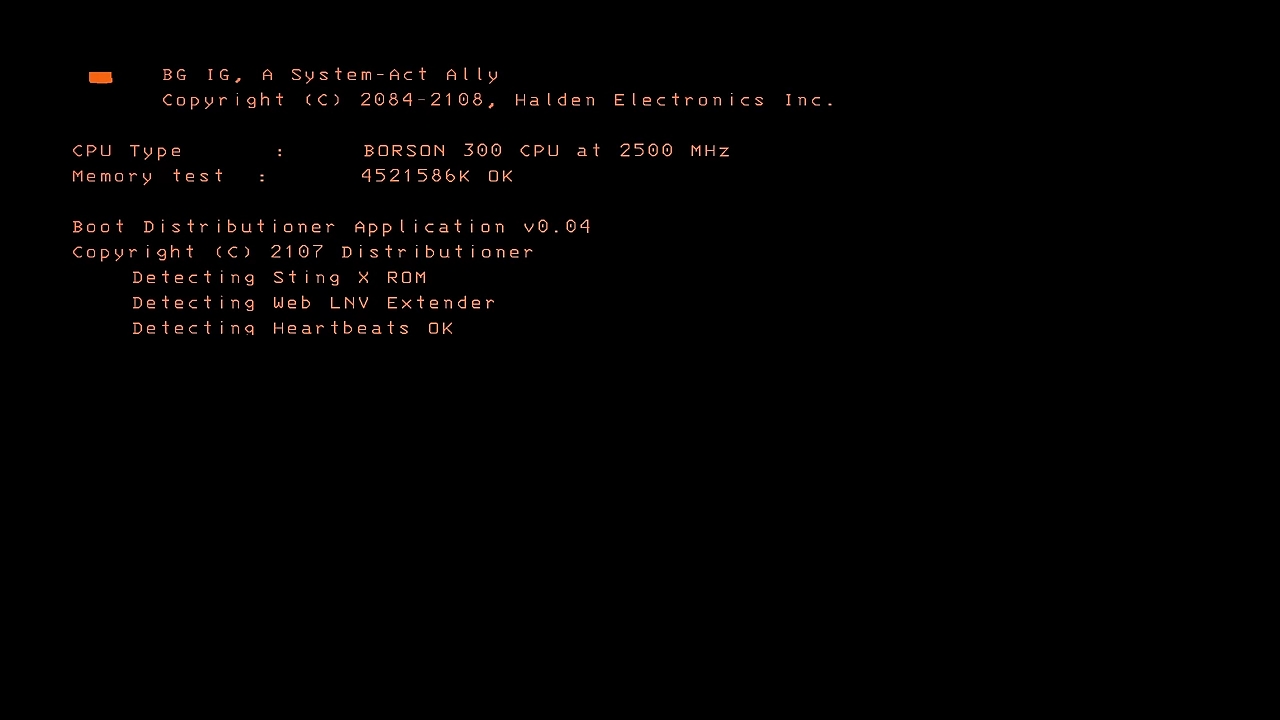 BG IG, A System-Act Ally
Copyright (C) 2084-2108, Halden Electronics Inc.
CPU Type : BORSON 300 CPU at 2500 MHz
Memory test : 4521586K OK
Boot Distributioner Application v0.04
Copyright (C) 2107 Distributioner
Detecting Sting X ROM
Detecting Web LNV Extender
Detecting Heartbeats OK